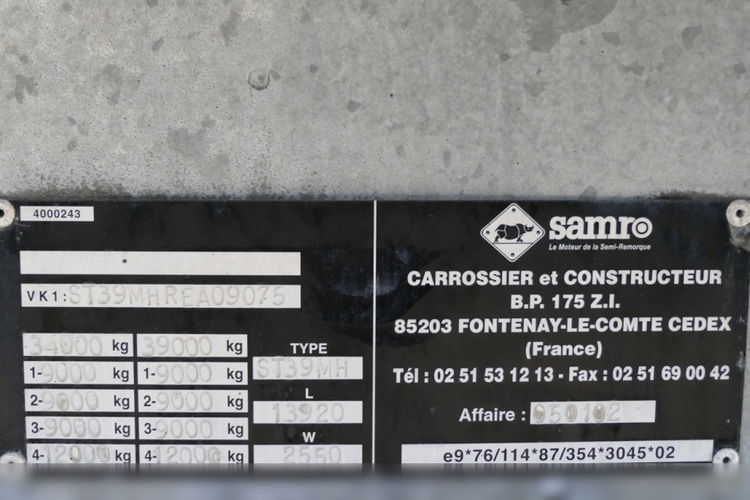 4000243
VK1: ST39MHREA09075
34000 kg 39000 kg
1- 9000 kg 1- 9000 kg
2- 9000 kg 2- 9000 kg
3- 9000 kg 3- 9000 kg
4- 12000 kg 4- 12000 kg
TYPE
ST39MH
L
13920
W
2550
samro
Le Moteur de la Semi-Remorque
CARROSSIER et CONSTRUCTEUR
B.P. 175 Z.I.
85203 FONTENAY-LE-COMTE CEDEX
(France)
Tél : 02 51 53 12 13 - Fax : 02 51 69 00 42
Affaire :
e9*76/114*87/354*3045*02